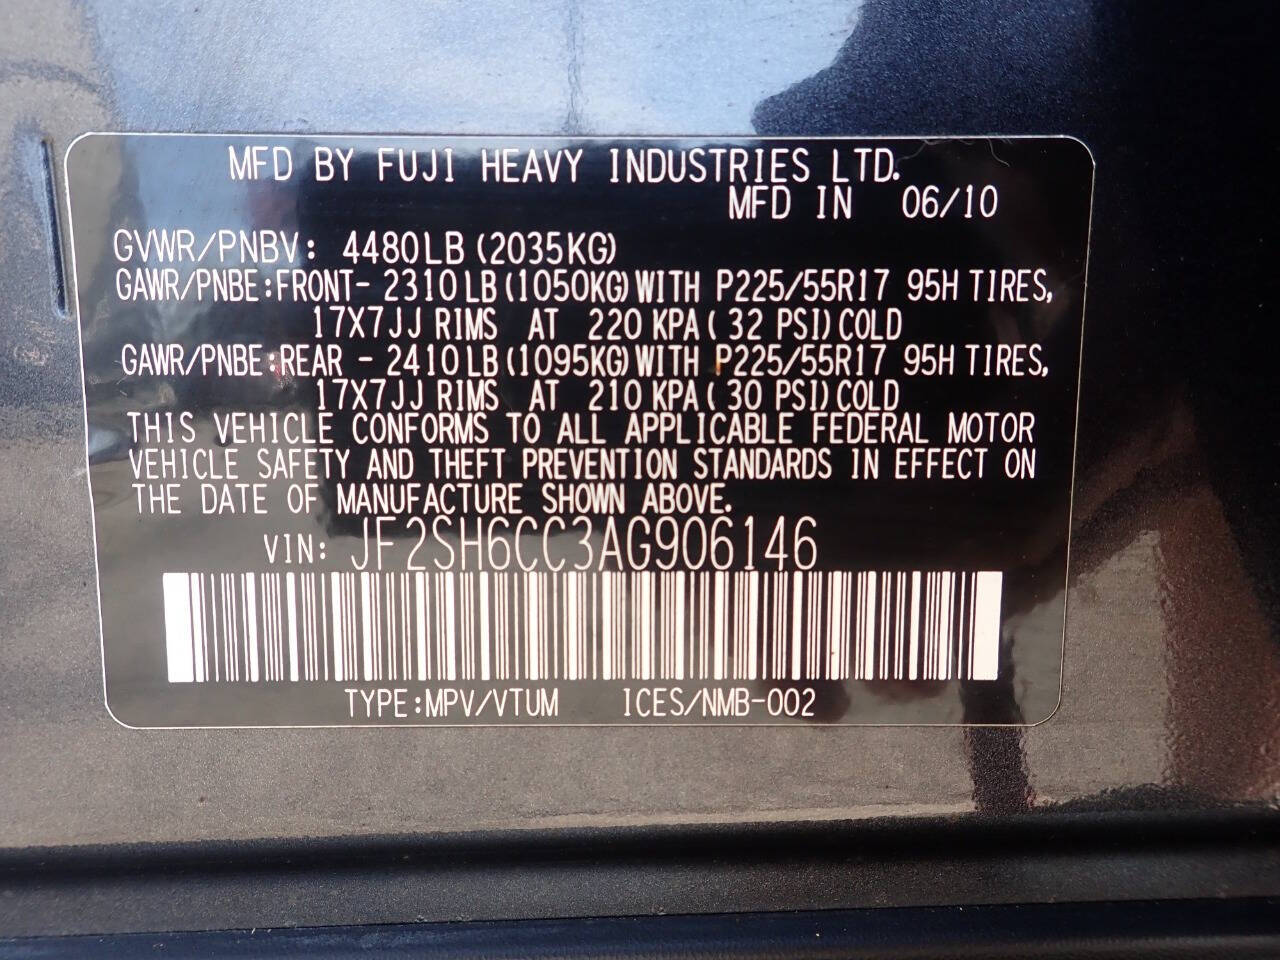 MFD BY FUJI HEAVY INDUSTRIES LTD.
MFD IN 06/10
GVWR/PNBV: 4480LB (2035KG)
GAWR/PNBE:FRONT- 2310LB (1050KG) WITH P225/55R17 95H TIRES,
17X7JJ RIMS AT 220 KPA ( 32 PSI) COLD
GAWR/PNBE:REAR - 2410LB (1095KG) WITH P225/55R17 95H TIRES,
17X7JJ RIMS AT 210 KPA ( 30 PSI) COLD
THIS VEHICLE CONFORMS TO ALL APPLICABLE FEDERAL MOTOR
VEHICLE SAFETY AND THEFT PREVENTION STANDARDS IN EFFECT ON
THE DATE OF MANUFACTURE SHOWN ABOVE.
VIN: JF2SH6CC3AG906146
TYPE:MPV/VTUM ICES/NMB-002